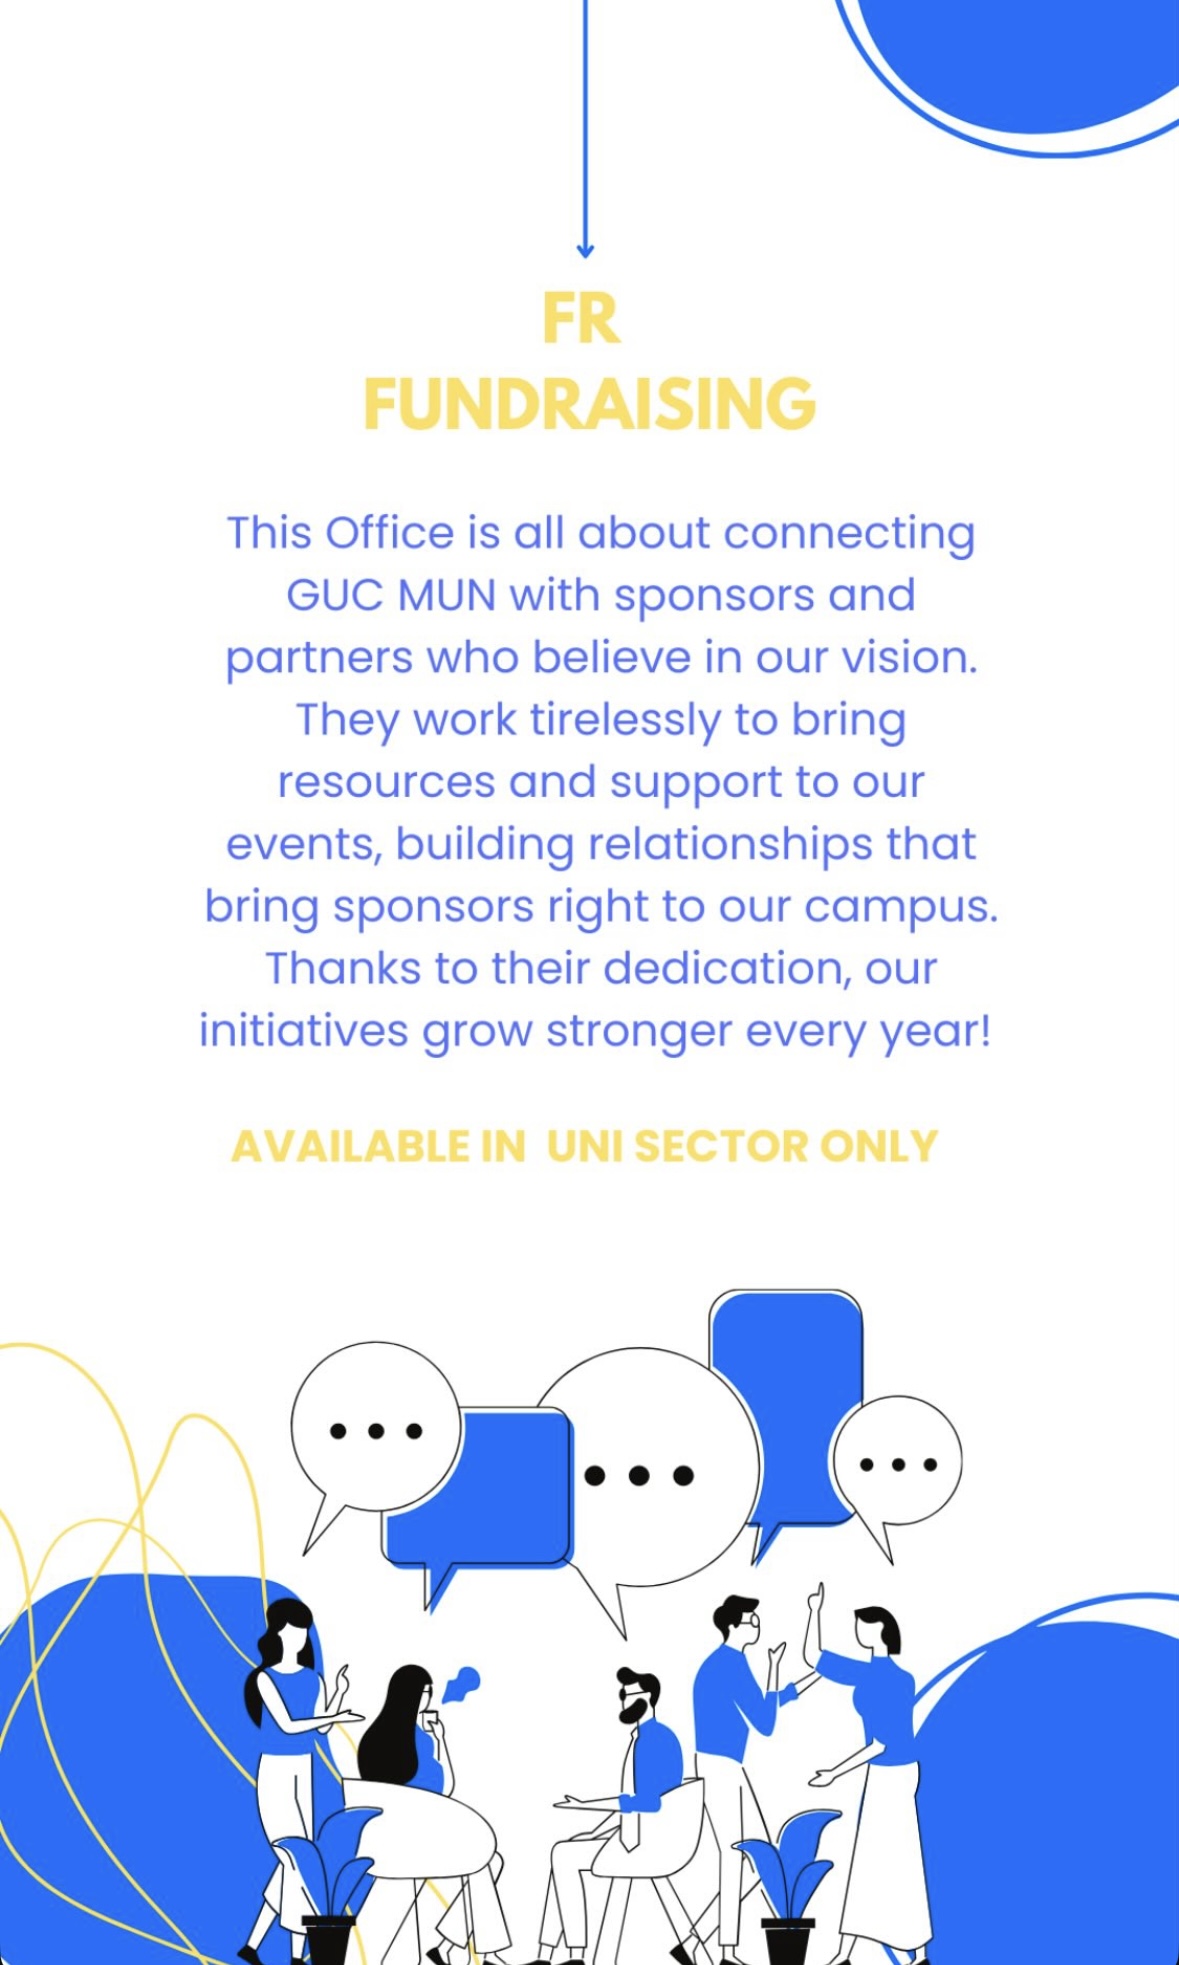 FR
FUNDRAISING
This Office is all about connecting
GUC MUN with sponsors and
partners who believe in our vision.
They work tirelessly to bring
resources and support to our
events, building relationships that
bring sponsors right to our campus.
Thanks to their dedication, our
initiatives grow stronger every year!
AVAILABLE IN UNI SECTOR ONLY